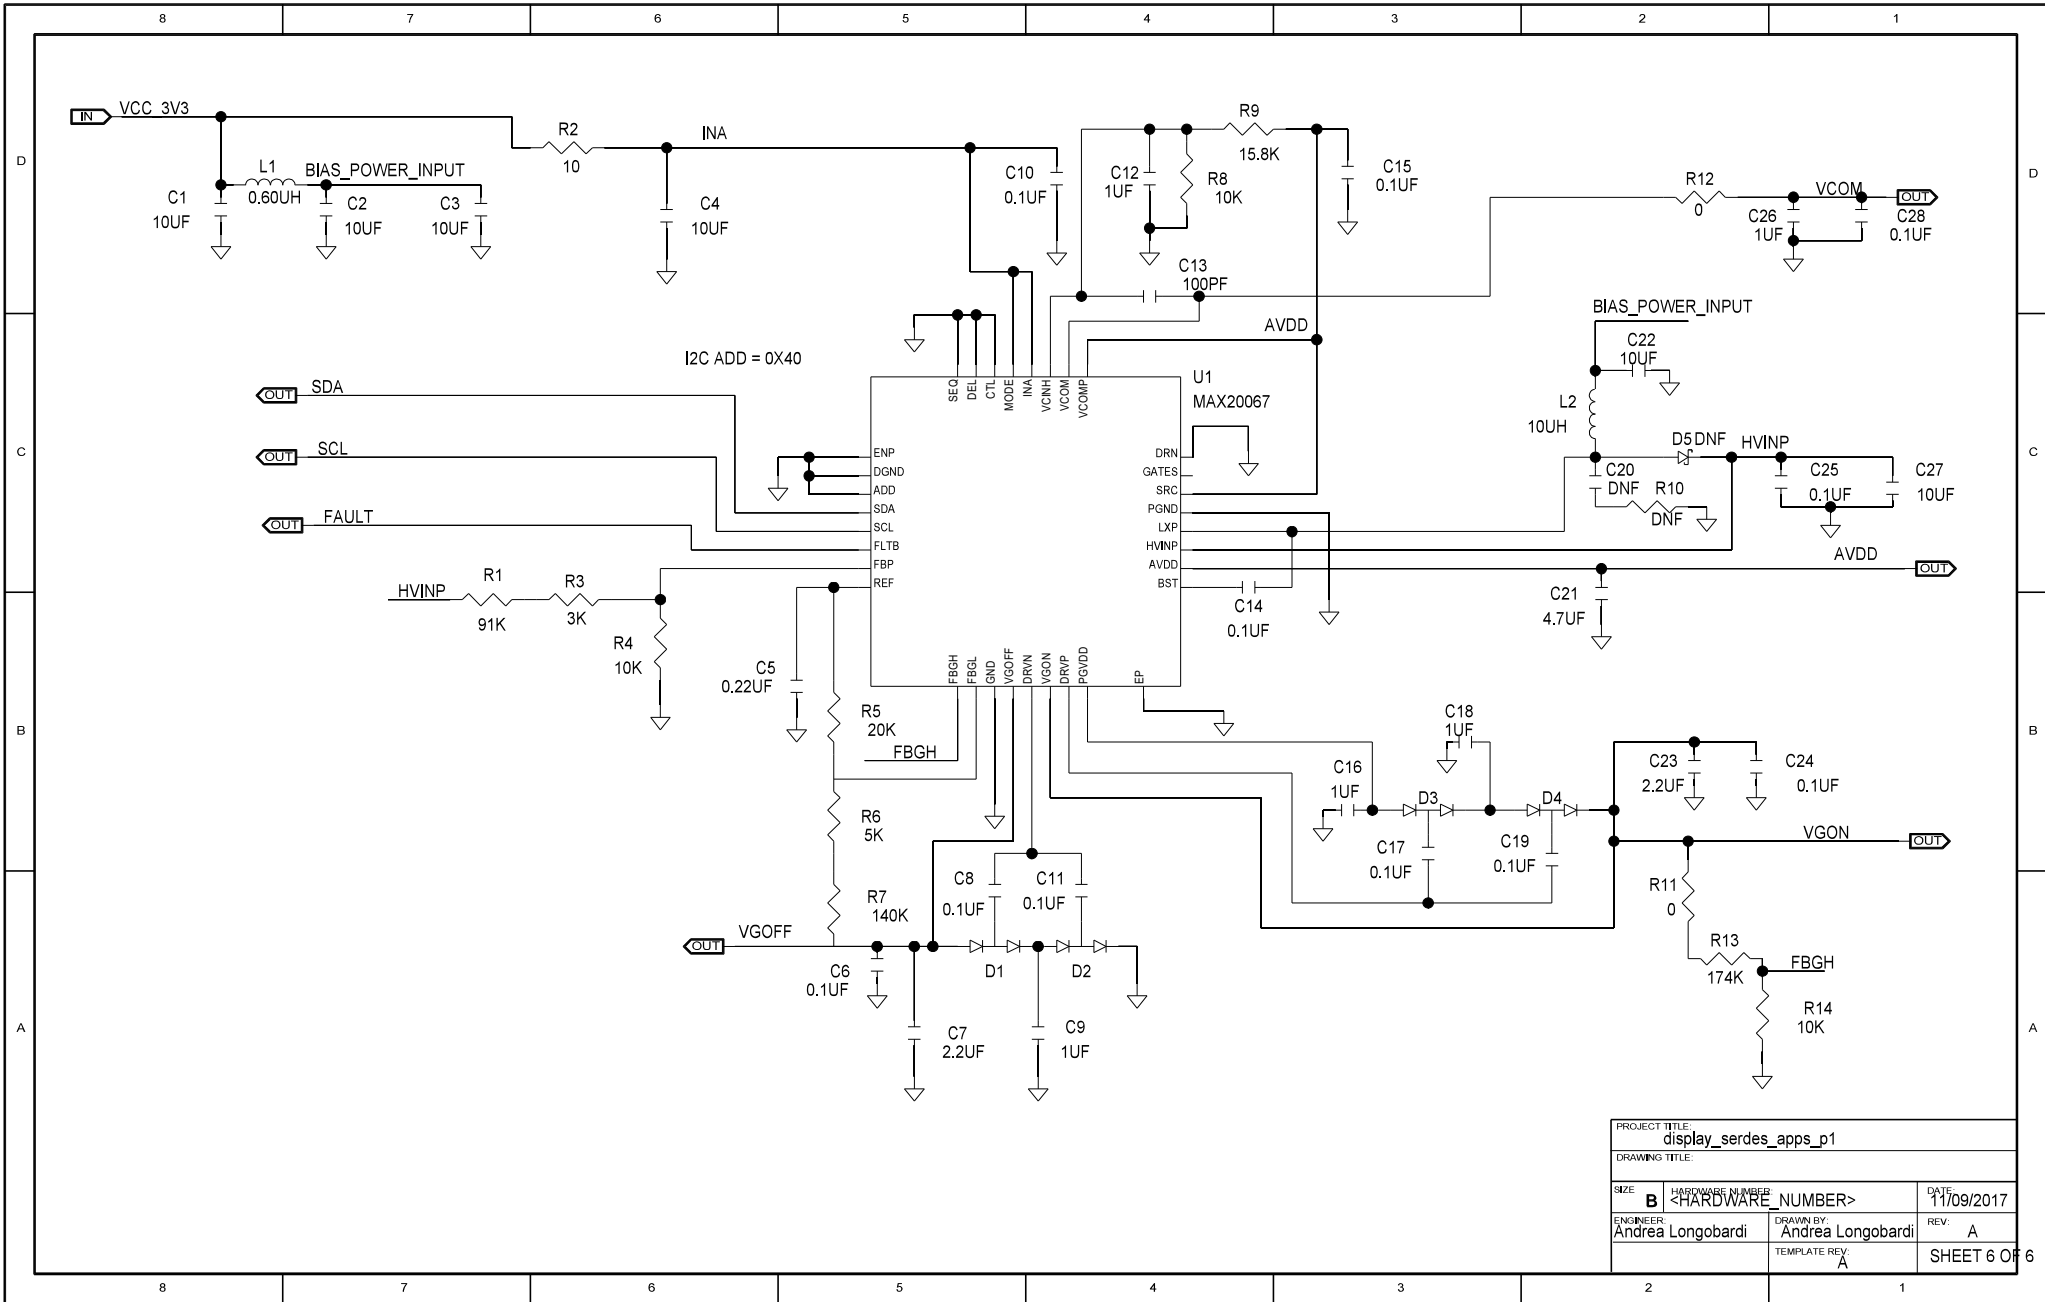 8 7 6 5 4 3 2 1
IN VCC_3V3
R2
10
INA
L1
0.60UH
BIAS_POWER_INPUT
C1
10UF
C2
10UF
C3
10UF
C4
10UF
C10
0.1UF
C12
1UF
R8
10K
R9
15.8K
C15
0.1UF
R12
0
VCOM
OUT
C26
1UF
C28
0.1UF
D
D
C13
100PF
AVDD
BIAS_POWER_INPUT
C22
10UF
I2C ADD = 0X40
U1
MAX20067
SEQ
DEL
CTL
MODE
INA
VCINH
VCOM
VCOMP
OUT SDA
OUT SCL
OUT FAULT
ENP
DGND
ADD
SDA
SCL
FLTB
FBP
REF
DRN
GATES
SRC
PGND
LXP
HVINP
AVDD
BST
L2
10UH
D5 DNF
HVINP
C20
DNF
R10
DNF
C25
0.1UF
C27
10UF
C
C
AVDD
OUT
C21
4.7UF
C14
0.1UF
HVINP
R1
91K
R3
3K
R4
10K
C5
0.22UF
FBGH
FBGL
GND
VGOFF
DRVN
VGON
DRVP
PGVDD
EP
R5
20K
FBGH
R6
5K
R7
140K
B
B
C18
1UF
C16
1UF
D3
D4
C17
0.1UF
C19
0.1UF
C23
2.2UF
C24
0.1UF
VGON
OUT
R11
0
R13
174K
FBGH
R14
10K
C8
0.1UF
C11
0.1UF
OUT VGOFF
C6
0.1UF
D1
D2
C7
2.2UF
C9
1UF
A
A
PROJECT TITLE:
display_serdes_apps_p1
DRAWING TITLE:
SIZE
B
HARDWARE NUMBER:
<HARDWARE_NUMBER>
DATE:
11/09/2017
ENGINEER:
Andrea Longobardi
DRAWN BY:
Andrea Longobardi
REV:
A
TEMPLATE REV:
A
SHEET 6 OF 6
8 7 6 5 4 3 2 1